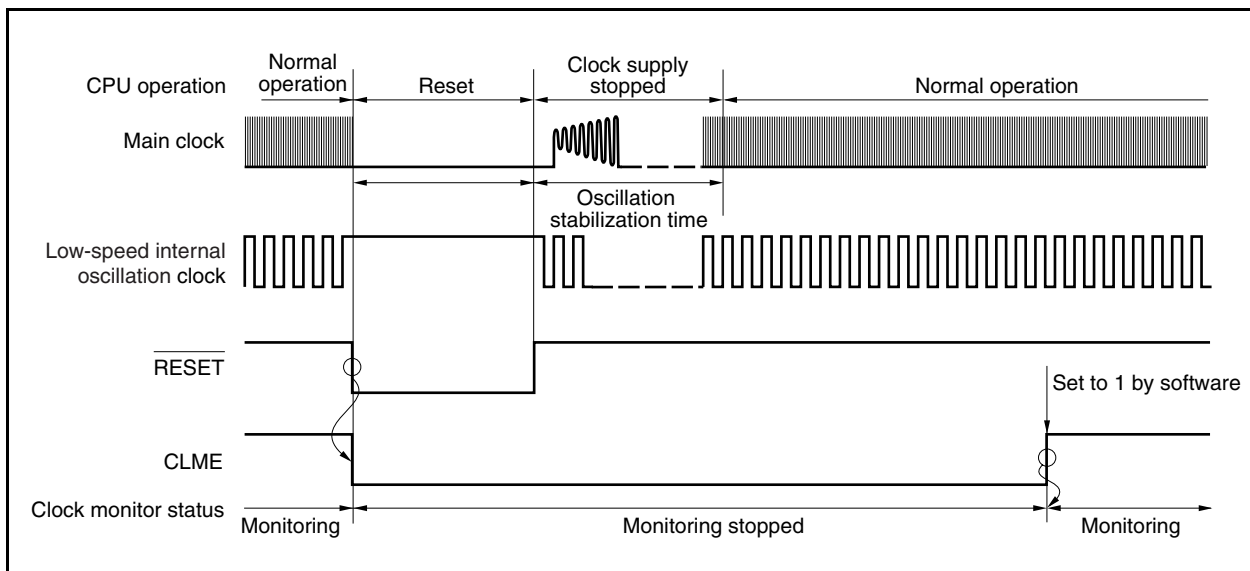 CPU operation
Normal
operation
Reset
Clock supply
stopped
Normal operation
Main clock
Oscillation
stabilization time
Low-speed internal
oscillation clock
RESET
Set to 1 by software
CLME
Clock monitor status
Monitoring
Monitoring stopped
Monitoring